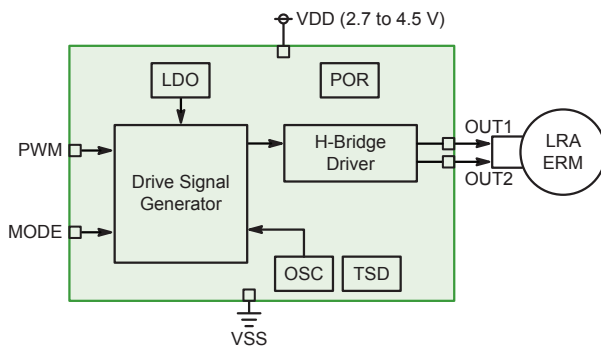 VDD (2.7 to 4.5 V)
LDO
POR
PWM
MODE
Drive Signal
Generator
H-Bridge
Driver
OUT1
OUT2
LRA
ERM
OSC
TSD
VSS